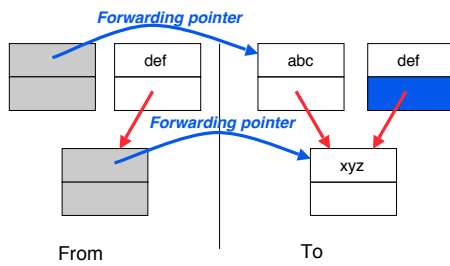 Forwarding pointer
def
abc
def
Forwarding pointer
xyz
From
To